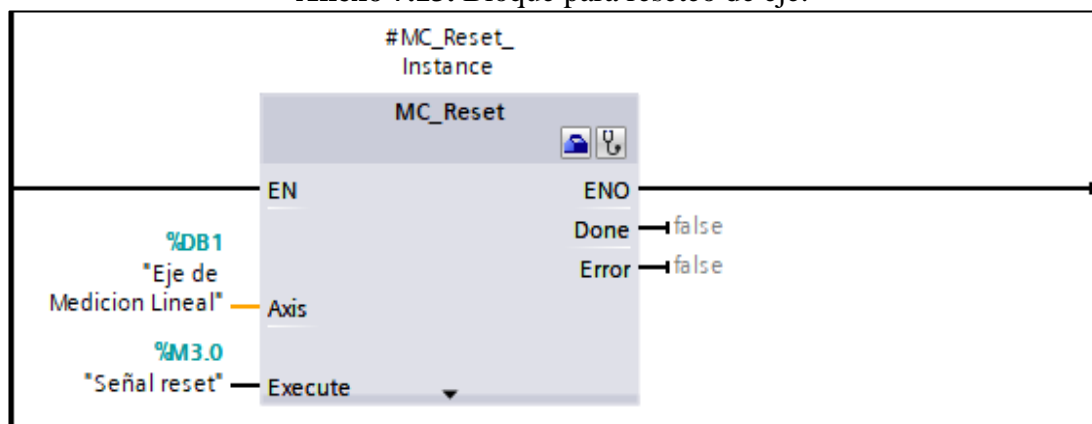 #MC_Reset_
Instance
MC_Reset
EN
ENO
Done
false
%DB1
"Eje de
Medicion Lineal"
Axis
Error
false
%M3.0
"Señal reset"
Execute